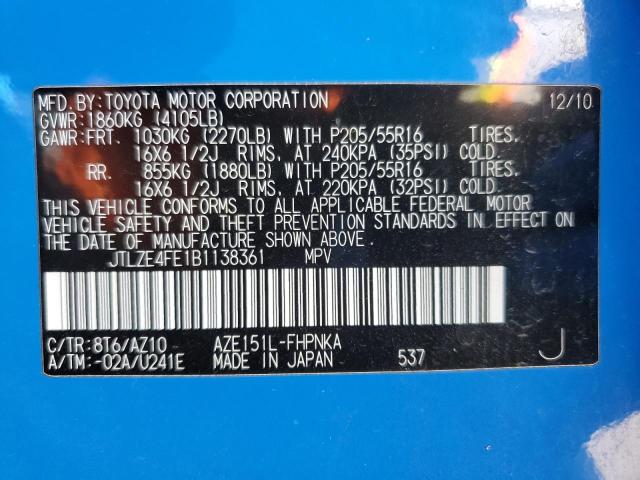 MFD.BY:TOYOTA MOTOR CORPORATION 12/10
GVWR:1860KG (4105LB)
GAWR:FRT. 1030KG (2270LB) WITH P205/55R16 TIRES,
16X6 1/2J RIMS, AT 240KPA (35PSI) COLD.
RR. 855KG (1880LB) WITH P205/55R16 TIRES,
16X6 1/2J RIMS, AT 220KPA (32PSI) COLD.
THIS VEHICLE CONFORMS TO ALL APPLICABLE FEDERAL MOTOR
VEHICLE SAFETY AND THEFT PREVENTION STANDARDS IN EFFECT ON
THE DATE OF MANUFACTURE SHOWN ABOVE.
JTLZE4FE1B1138361 MPV
C/TR:8T6/AZ10 AZE151L-FHPNKA
A/TM:-02A/U241E MADE IN JAPAN 537 J